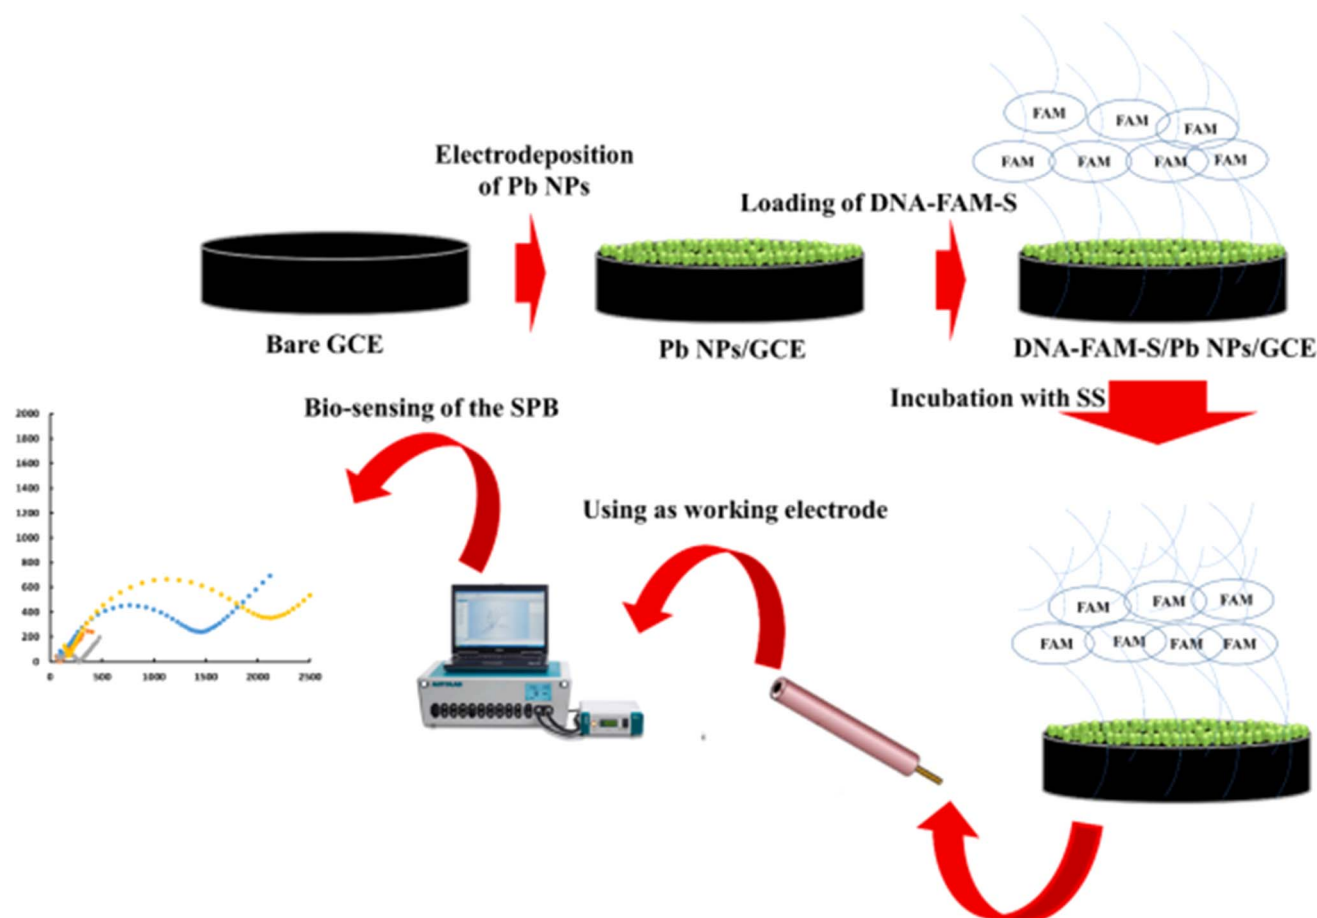 FAM
FAM
FAM
FAM
FAM
FAM
FAM
Electrodeposition
of Pb NPs
Loading of DNA-FAM-S
Bare GCE
Pb NPs/GCE
DNA-FAM-S/Pb NPs/GCE
Incubation with SS
Bio-sensing of the SPB
Using as working electrode
2000
1800
1600
1400
1200
1000
800
600
400
200
0
0 500 1000 1500 2000 2500
FAM
FAM
FAM
FAM
FAM
FAM
FAM